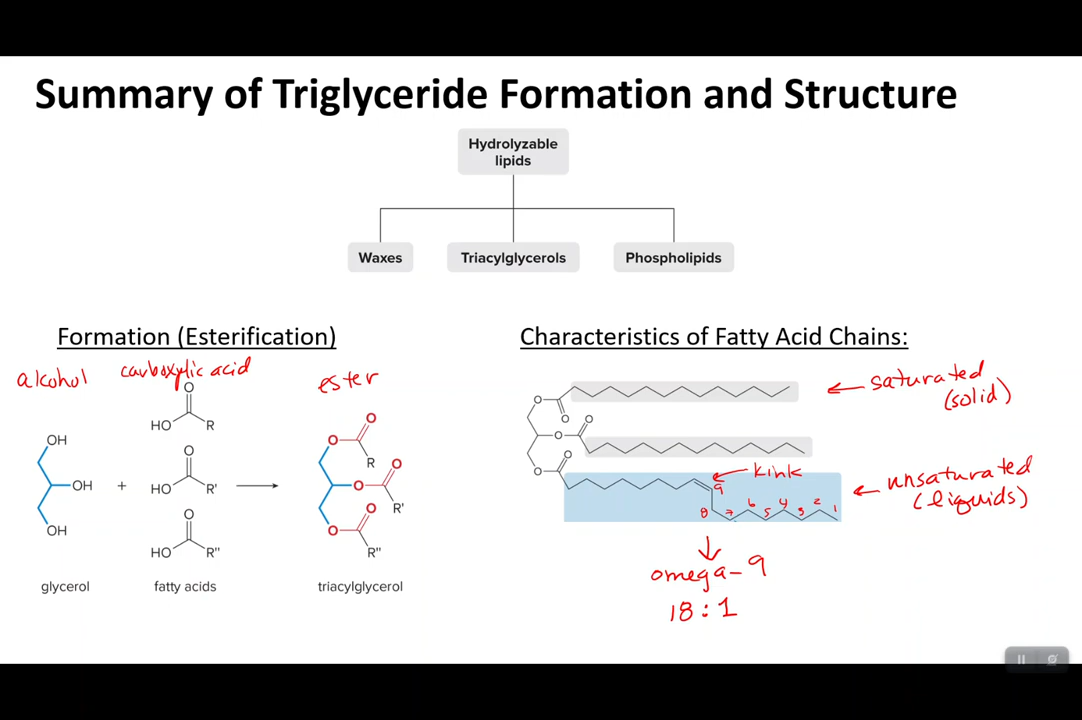 Summary of Triglyceride Formation and Structure
Hydrolyzable
lipids
Waxes
Triacylglycerols
Phospholipids
Formation (Esterification)
alcohol
carboxylic acid
ester
OH
OH
OH
+
O
HO
R
O
HO
R'
O
HO
R"
O
O
R
O
O
R'
O
O
R"
glycerol
fatty acids
triacylglycerol
Characteristics of Fatty Acid Chains:
O
O
O
O
O
O
saturated
(solid)
kink
unsaturated
(liquids)
9
8
7
6
5
4
3
2
1
omega-9
18:1